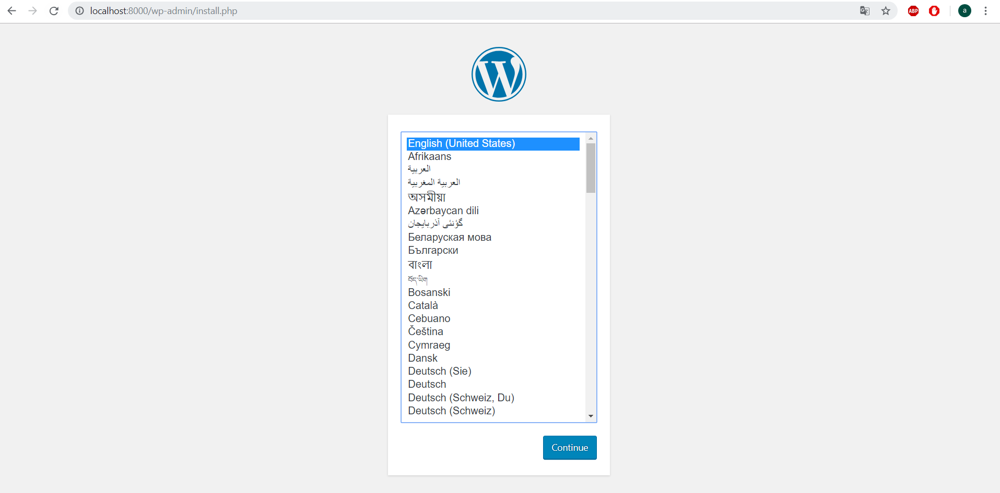 localhost:8000/wp-admin/install.php
ABP
a
English (United States)
Afrikaans
العربية
العربية المغربية
অসমীয়া
Azərbaycan dili
گؤنئی آذربایجان
Беларуская мова
Български
বাংলা
བོད་ཡིག
Bosanski
Català
Cebuano
Čeština
Cymraeg
Dansk
Deutsch (Sie)
Deutsch
Deutsch (Schweiz, Du)
Deutsch (Schweiz)
Continue